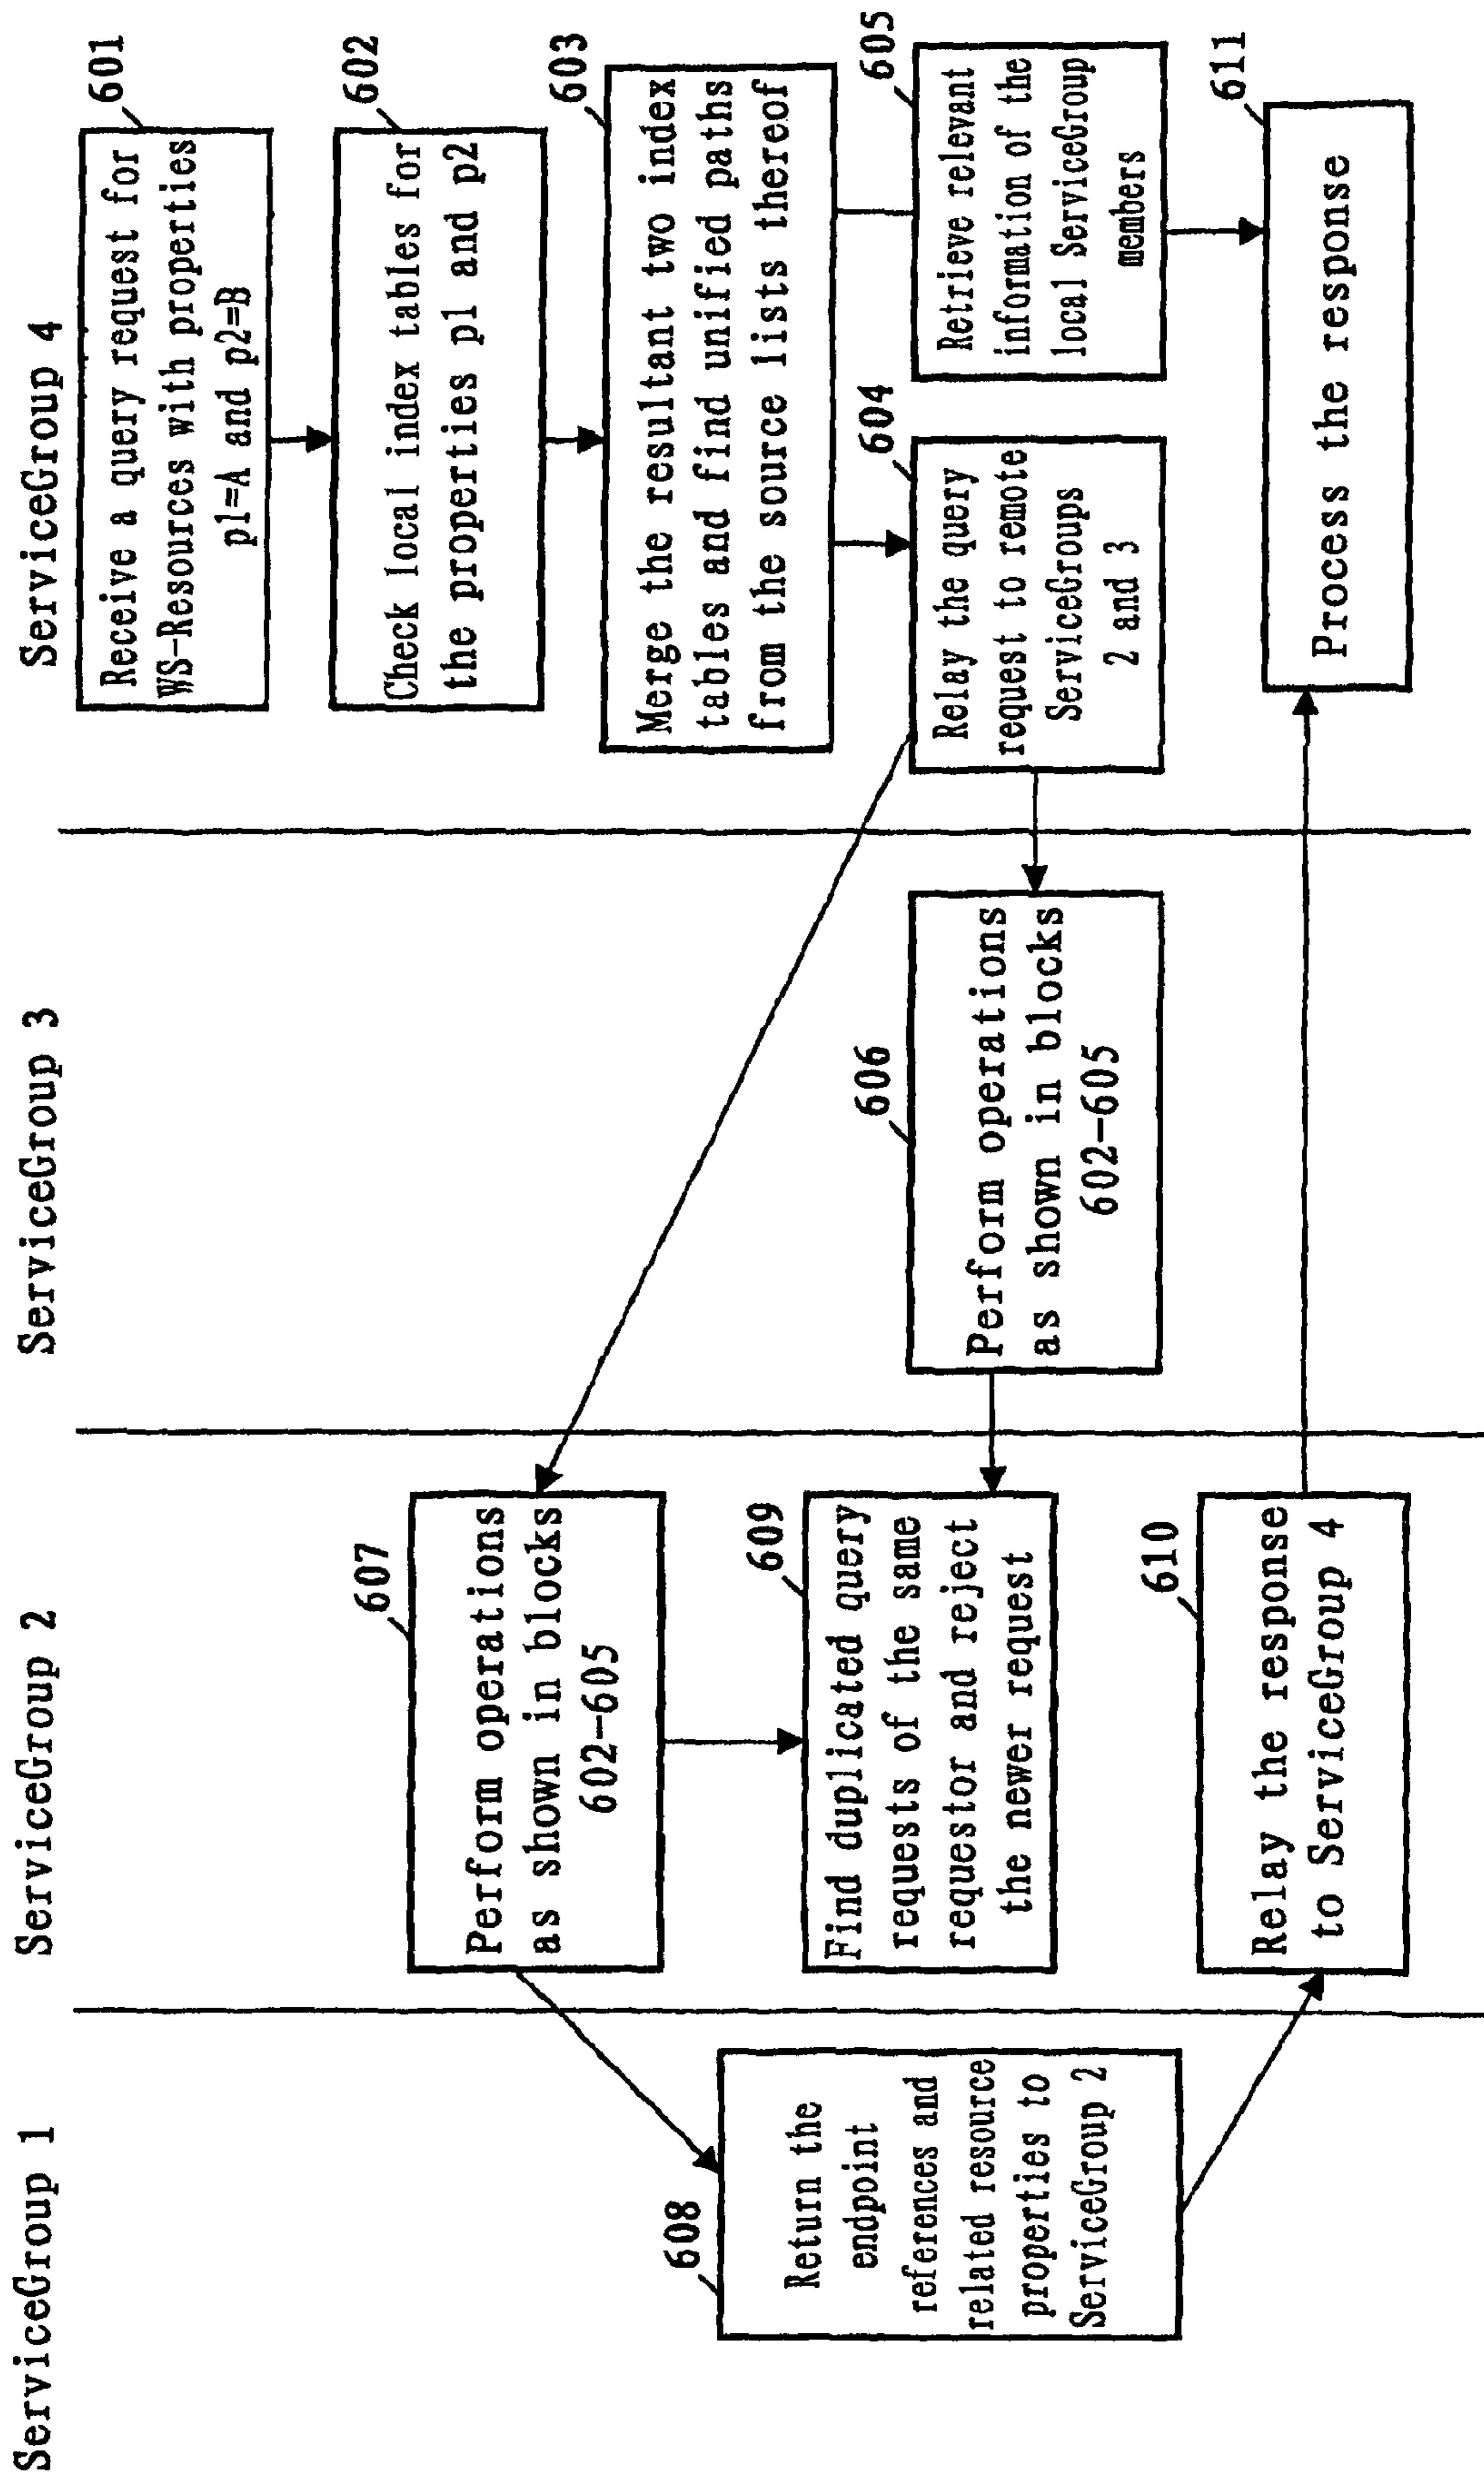 ServiceGroup 1
ServiceGroup 2
ServiceGroup 3
ServiceGroup 4
601
Receive a query request for
WS-Resources with properties
p1=A and p2=B
602
Check local index tables for
the properties p1 and p2
603
Merge the resultant two index
tables and find unified paths
from the source lists thereof
607
Perform operations
as shown in blocks
602-605
606
Perform operations
as shown in blocks
602-605
604
Relay the query
request to remote
ServiceGroups
2 and 3
605
Retrieve relevant
information of the
local ServiceGroup
members
608
Return the
endpoint
references and
related resource
properties to
ServiceGroup 2
609
Find duplicated query
requests of the same
requestor and reject
the newer request
610
Relay the response
to ServiceGroup 4
611
Process the response